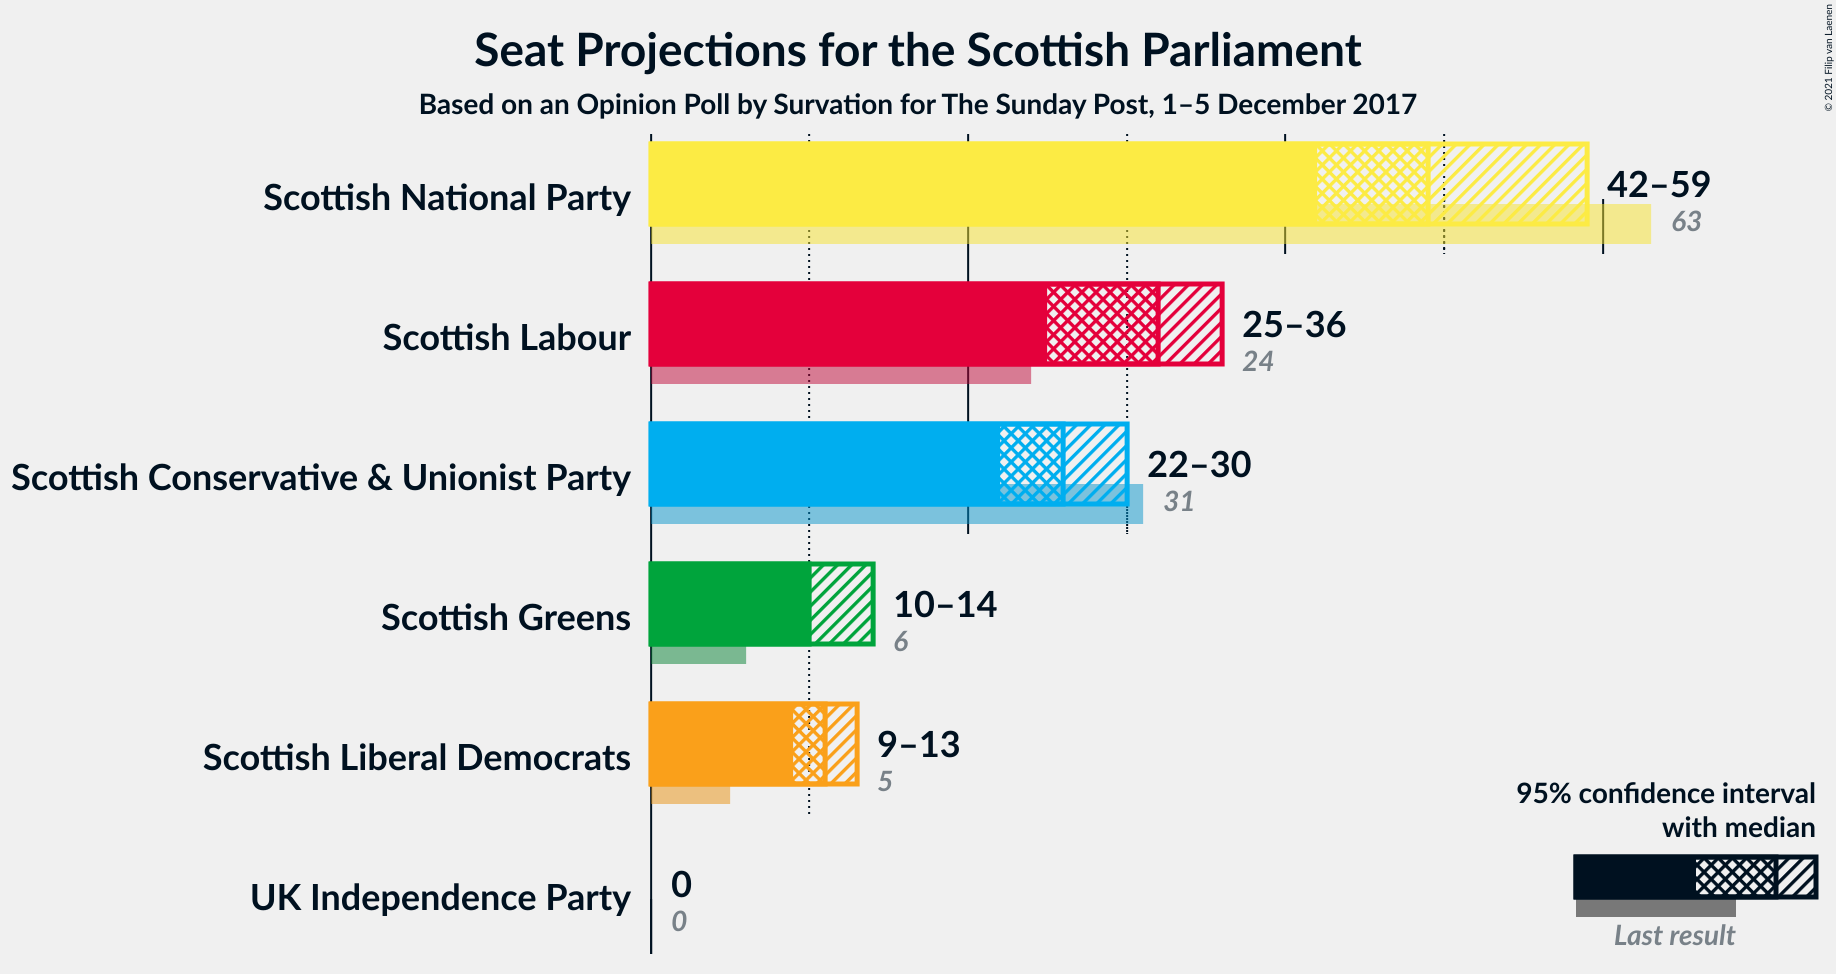 Seat Projections for the Scottish Parliament
Based on an Opinion Poll by Survation for The Sunday Post, 1–5 December 2017
© 2021 Filip van Laenen
Scottish National Party
42–59
63
Scottish Labour
25–36
24
Scottish Conservative & Unionist Party
22–30
31
Scottish Greens
10–14
6
Scottish Liberal Democrats
9–13
5
UK Independence Party
0
0
95% confidence interval
with median
Last result